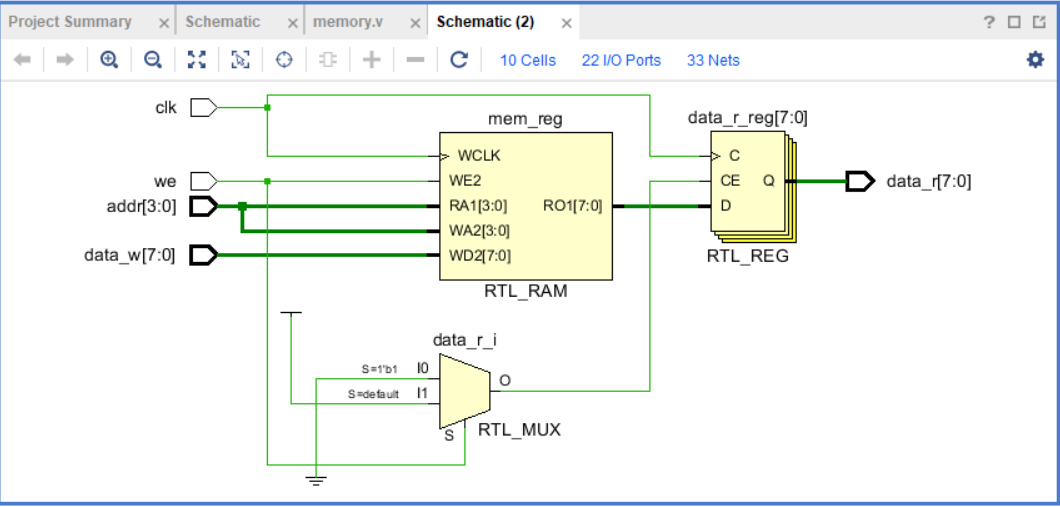 Project Summary × Schematic × memory.v × Schematic (2) × ?
10 Cells 22 I/O Ports 33 Nets
clk
mem_reg
data_r_reg[7:0]
WCLK
C
we
WE2
CE Q
data_r[7:0]
addr[3:0]
RA1[3:0] RO1[7:0]
D
WA2[3:0]
data_w[7:0]
WD2[7:0]
RTL_REG
RTL_RAM
data_r_i
S=1'b1 I0
O
S=default I1
S
RTL_MUX